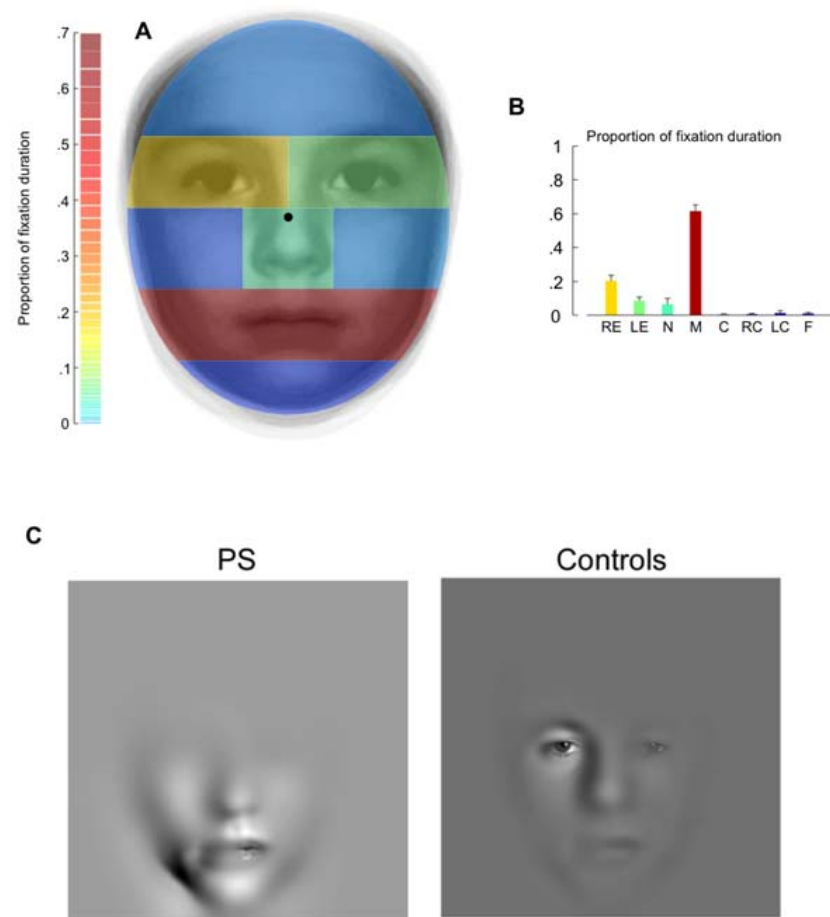 A
.7
.6
.5
.4
.3
.2
.1
0
Proportion of fixation duration
B
Proportion of fixation duration
1
.8
.6
.4
.2
0
RE LE N M C RC LC F
C
PS
Controls